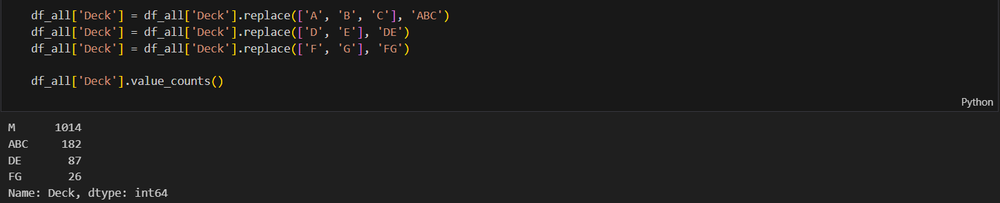 df_all['Deck'] = df_all['Deck'].replace(['A', 'B', 'C'], 'ABC')
df_all['Deck'] = df_all['Deck'].replace(['D', 'E'], 'DE')
df_all['Deck'] = df_all['Deck'].replace(['F', 'G'], 'FG')
df_all['Deck'].value_counts()
Python
M      1014
ABC     182
DE       87
FG       26
Name: Deck, dtype: int64